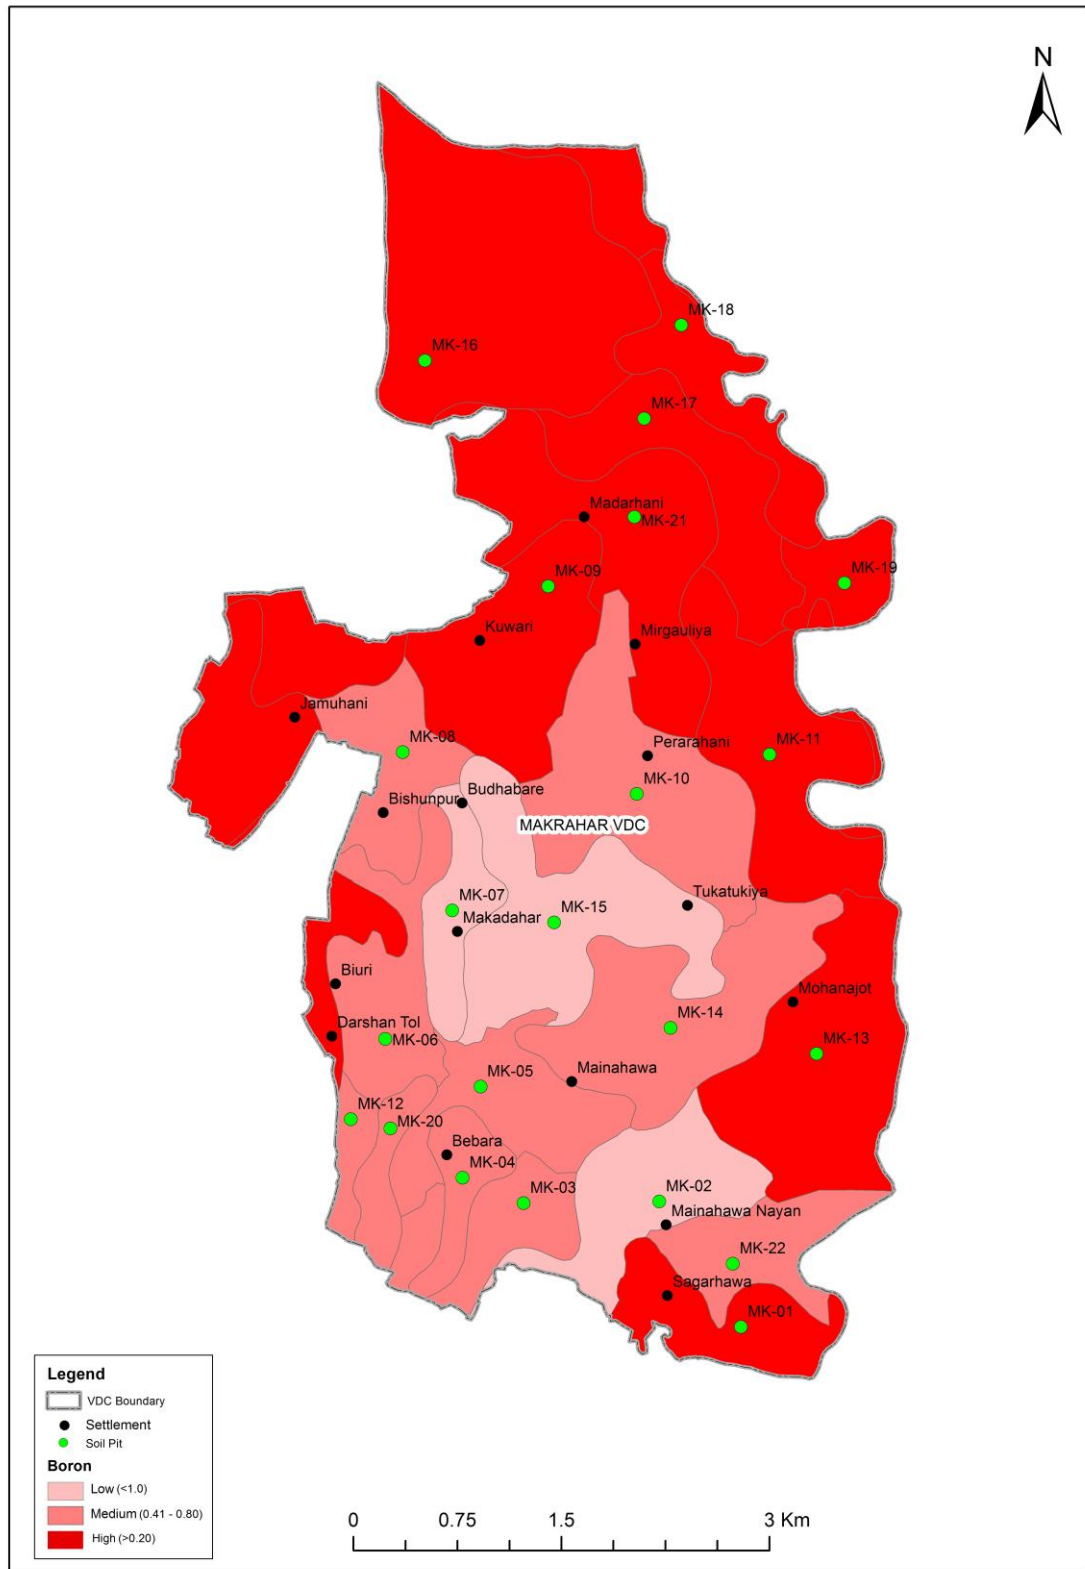 N
MK-18
MK-16
MK-17
Madarhani
MK-21
MK-09
MK-19
Kuwari
Mirgauliya
Jamuhani
MK-08
Perarahani
MK-11
MK-10
Budhabare
Bishunpur
MAKRAHAR VDC
MK-07
Tukatukiya
MK-15
Makadahar
Biuri
Mohanajot
Darshan Tol
MK-14
MK-06
MK-13
MK-05
Mainahawa
MK-12
MK-20
Bebara
MK-04
MK-03
MK-02
Mainahawa Nayan
MK-22
Sagarhawa
MK-01
Legend
VDC Boundary
Settlement
Soil Pit
Boron
Low (<1.0)
Medium (0.41 - 0.80)
High (>0.20)
0 0.75 1.5 3 Km